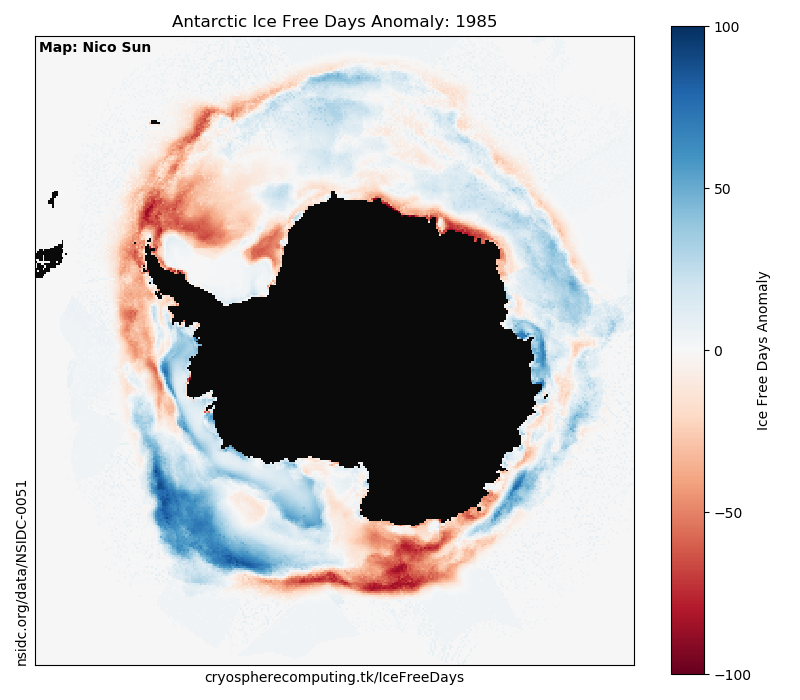 Antarctic Ice Free Days Anomaly: 1985
Map: Nico Sun
nsidc.org/data/NSIDC-0051
cryospherecomputing.tk/IceFreeDays
100
50
0
−50
−100
Ice Free Days Anomaly